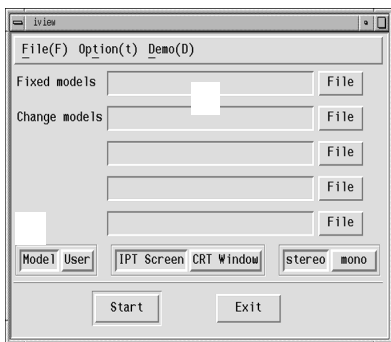 iview
File(F) Option(t) Demo(D)
Fixed models File
Change models File
File
File
File
Model User IPT Screen CRT Window stereo mono
Start Exit